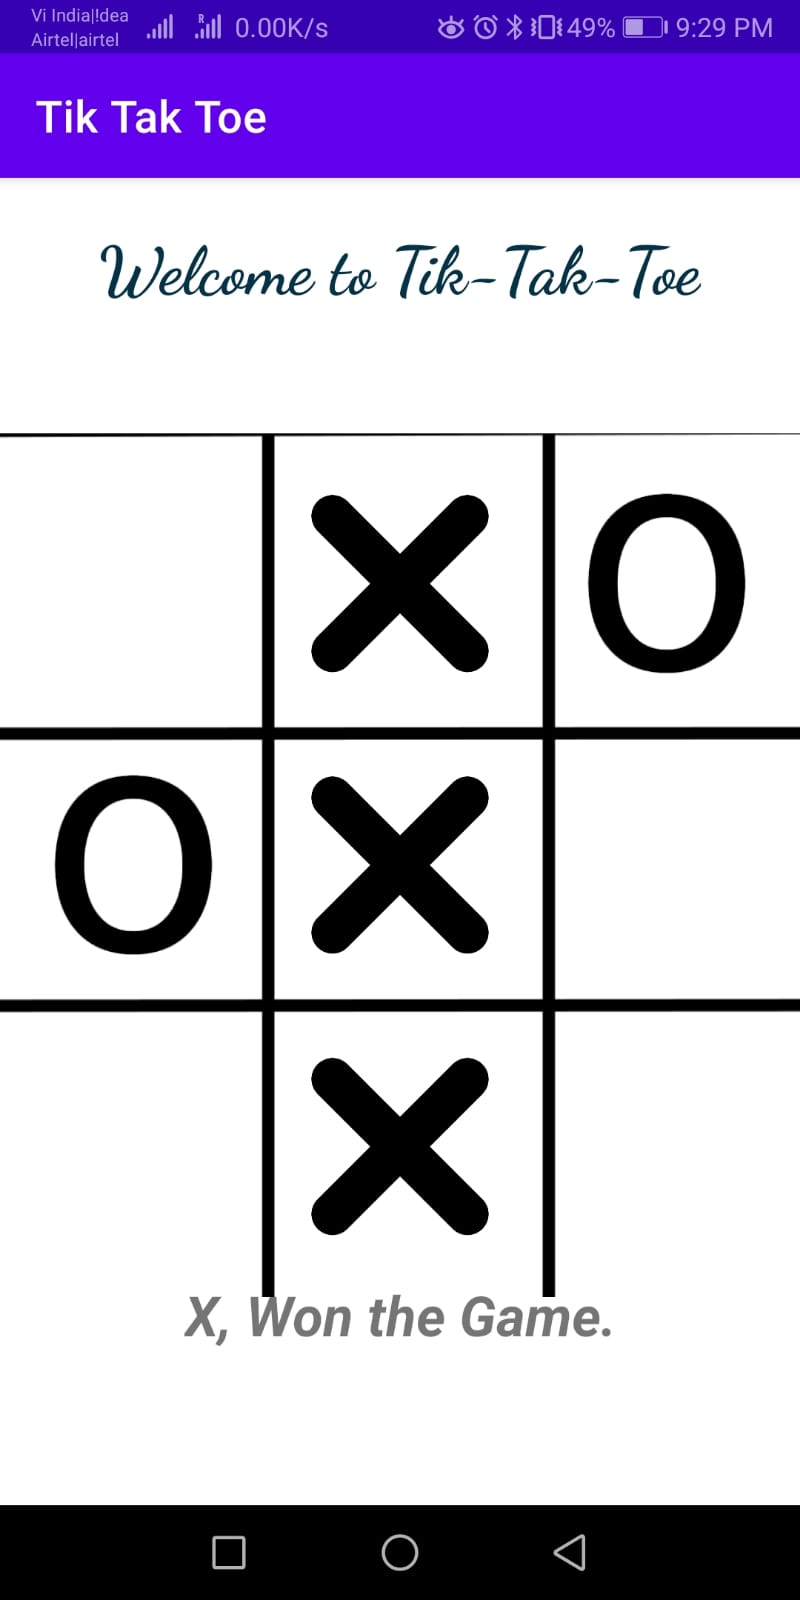 Vi India|!dea
Airtel|airtel
R
0.00K/s
49%
9:29 PM
Tik Tak Toe
Welcome to Tik-Tak-Toe
X O
O X
X
X, Won the Game.